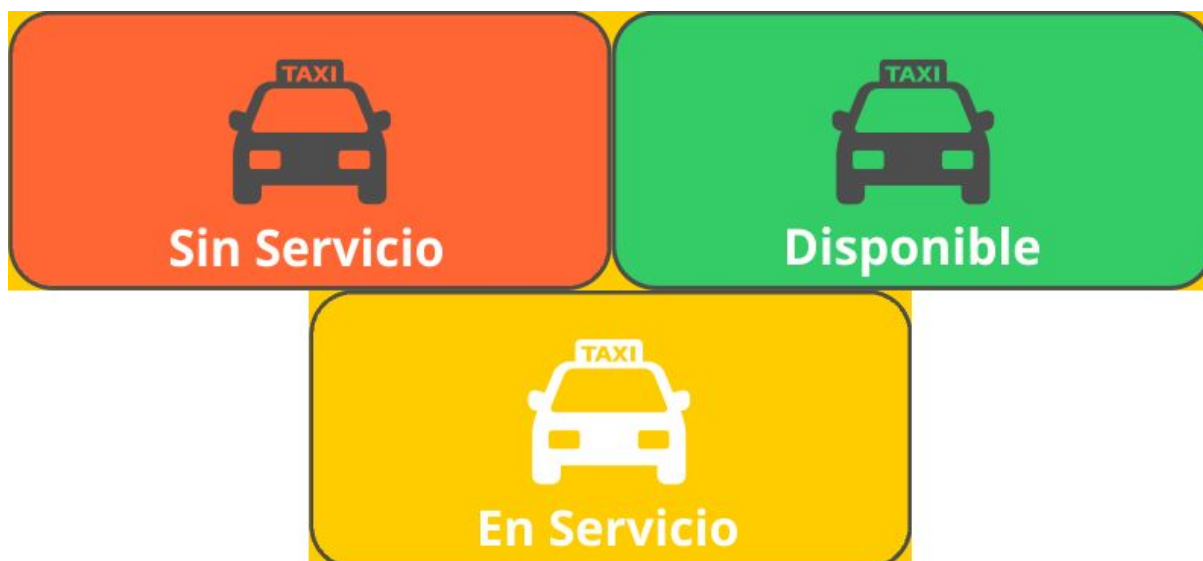 TAXI
Sin Servicio
TAXI
Disponible
TAXI
En Servicio